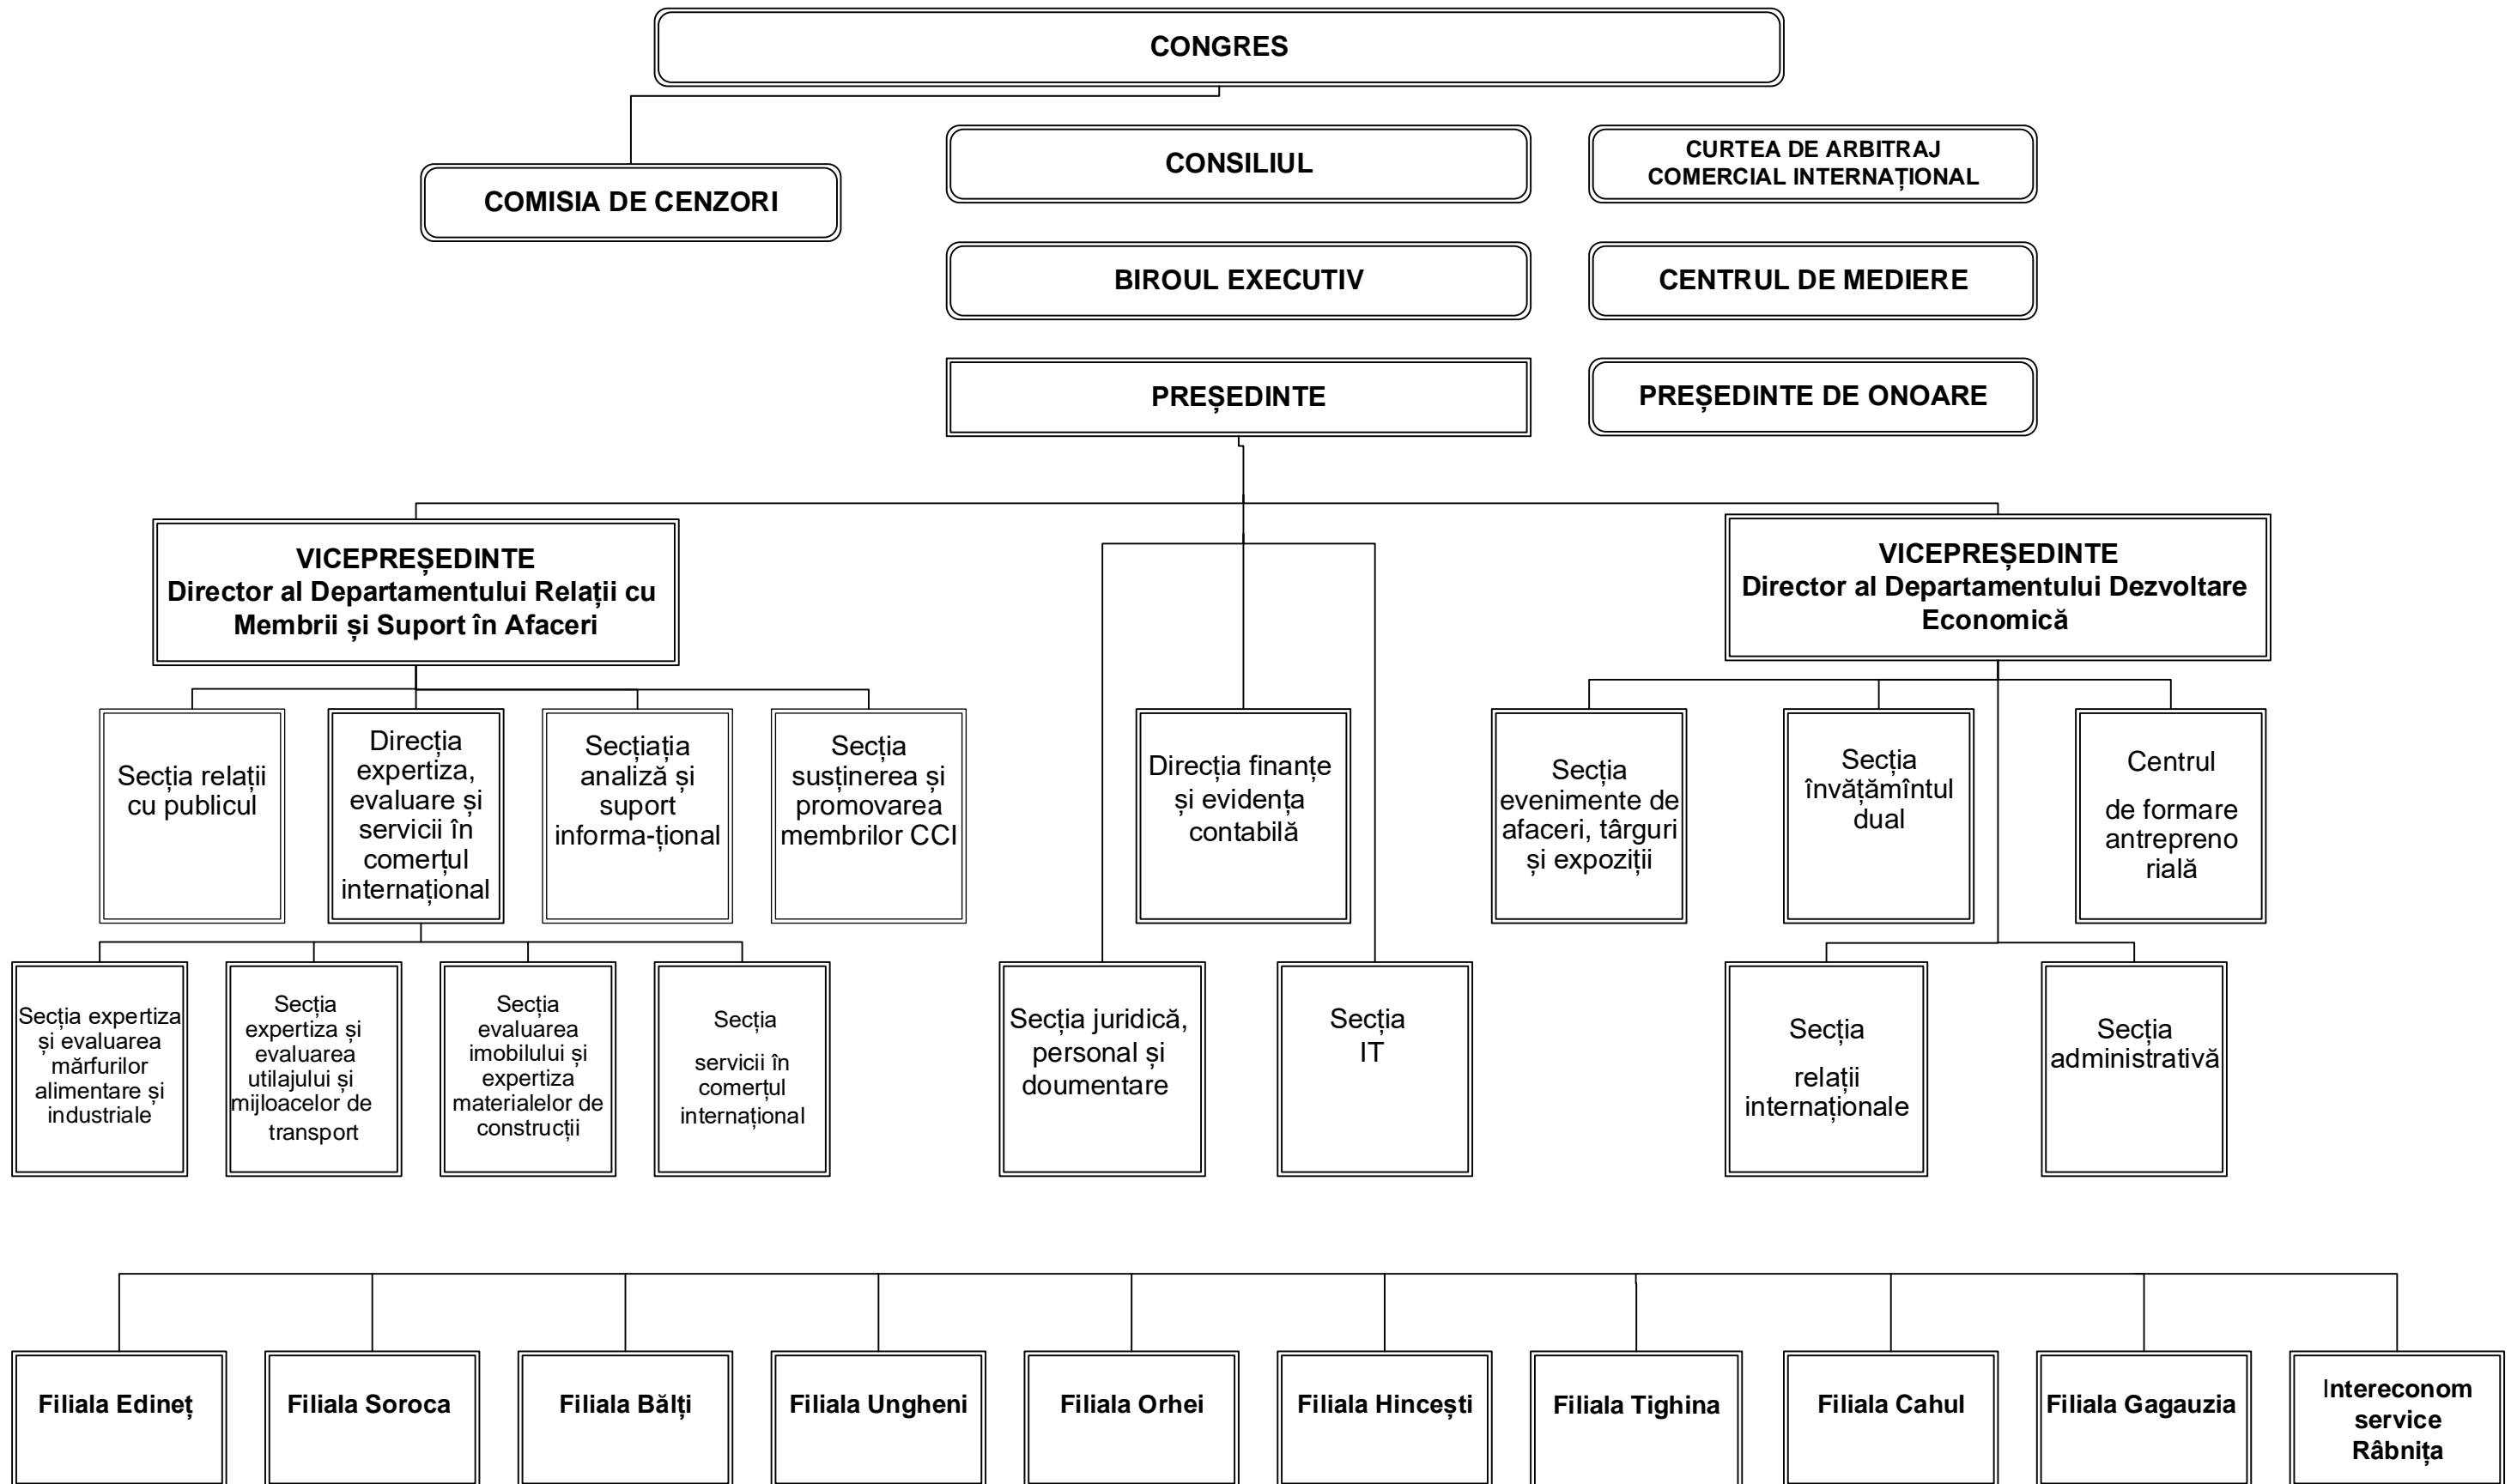 CONGRES
COMISIA DE CENZORI
CONSILIUL
CURTEA DE ARBITRAJ
COMERCIAL INTERNAȚIONAL
BIROUL EXECUTIV
CENTRUL DE MEDIERE
PREȘEDINTE
PREȘEDINTE DE ONOARE
VICEPREȘEDINTE
Director al Departamentului Relații cu
Membrii și Suport în Afaceri
VICEPREȘEDINTE
Director al Departamentului Dezvoltare
Economică
Secția relații
cu publicul
Direcția
expertiza,
evaluare și
servicii în
comerțul
internațional
Secțiația
analiză și
suport
informa-țional
Secția
susținerea și
promovarea
membrilor CCI
Direcția finanțe
și evidența
contabilă
Secția
evenimente de
afaceri, târguri
și expoziții
Secția
învățămîntul
dual
Centrul
de formare
antrepreno
rială
Secția expertiza
și evaluarea
mărfurilor
alimentare și
industriale
Secția
expertiza și
evaluarea
utilajului și
mijloacelor de
transport
Secția
evaluarea
imobilului și
expertiza
materialelor de
construcții
Secția
servicii în
comerțul
internațional
Secția juridică,
personal și
doumentare
Secția
IT
Secția
relații
internaționale
Secția
administrativă
Filiala Edineț
Filiala Soroca
Filiala Bălți
Filiala Ungheni
Filiala Orhei
Filiala Hincești
Filiala Tighina
Filiala Cahul
Filiala Gagauzia
Intereconom
service
Râbnița